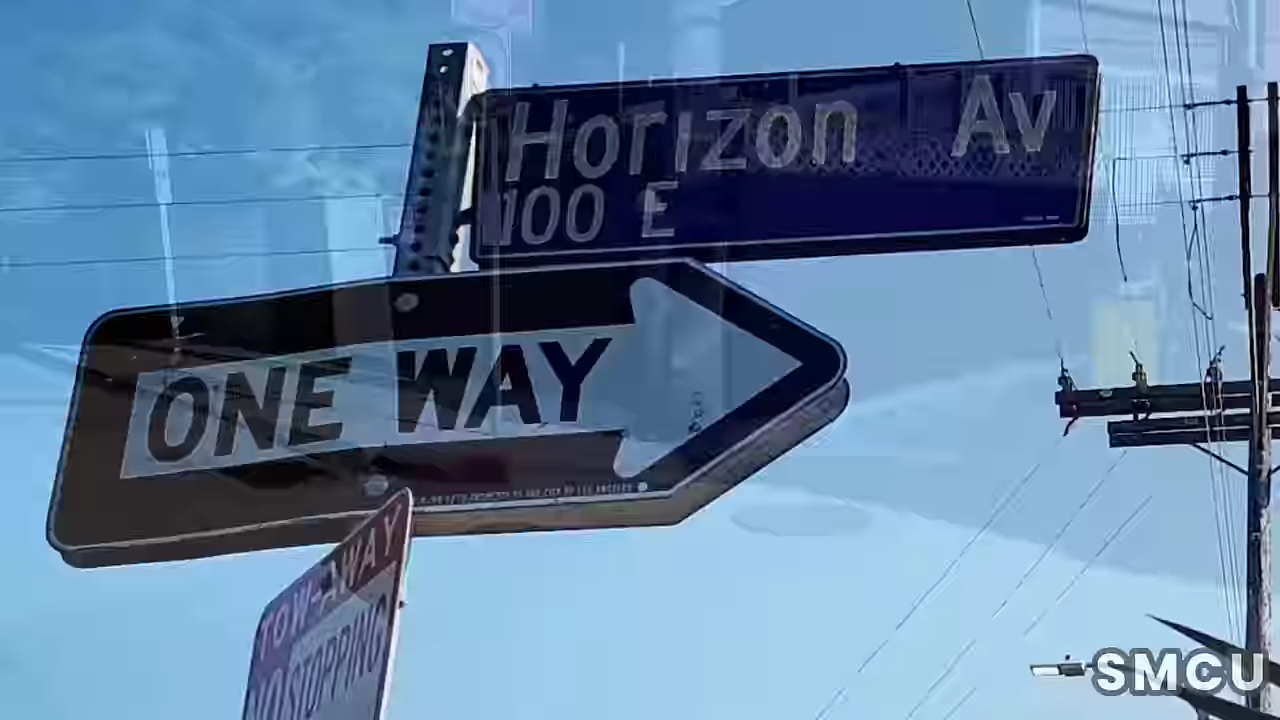 Horizon Av
100 E
ONE WAY
TOW-AWAY
NO STOPPING
SMCU